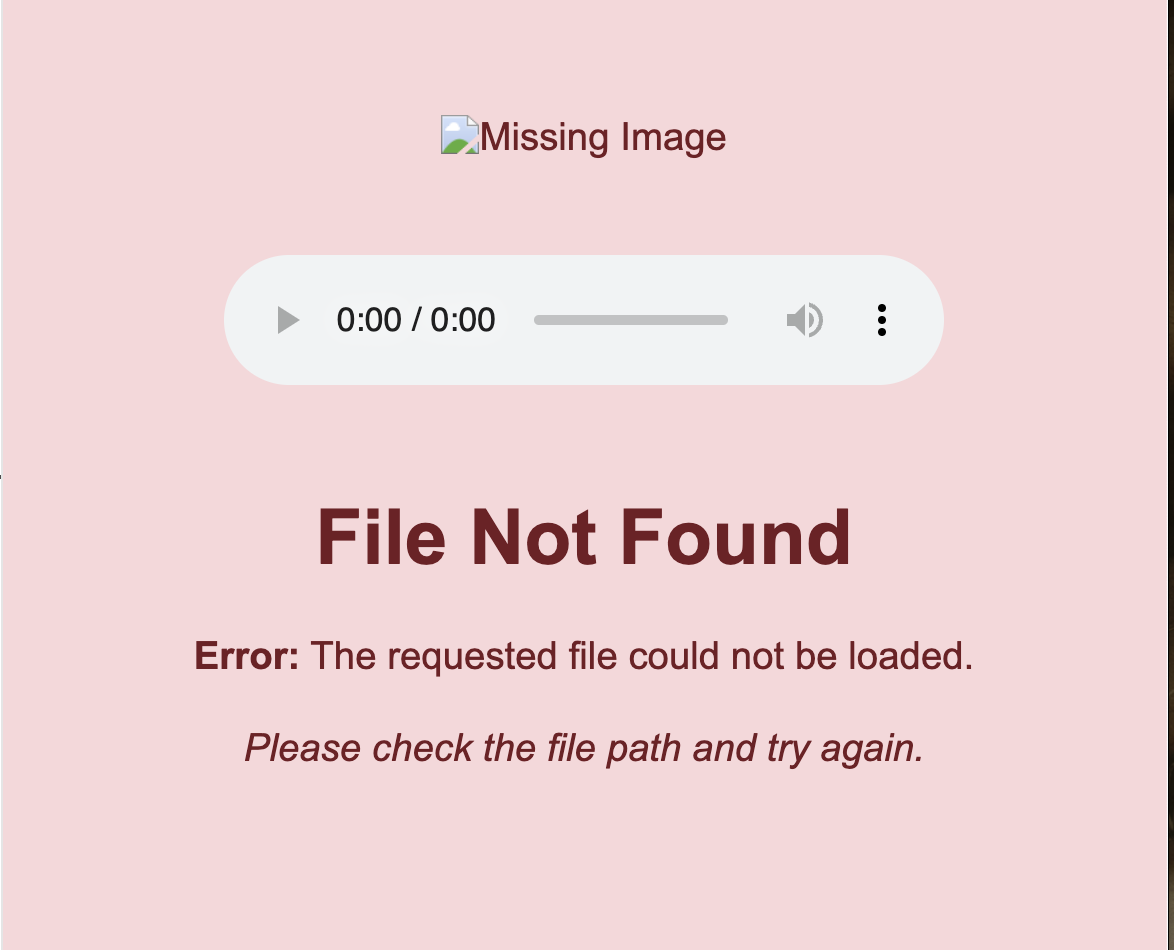 Missing Image
0:00 / 0:00
File Not Found
Error: The requested file could not be loaded.
Please check the file path and try again.